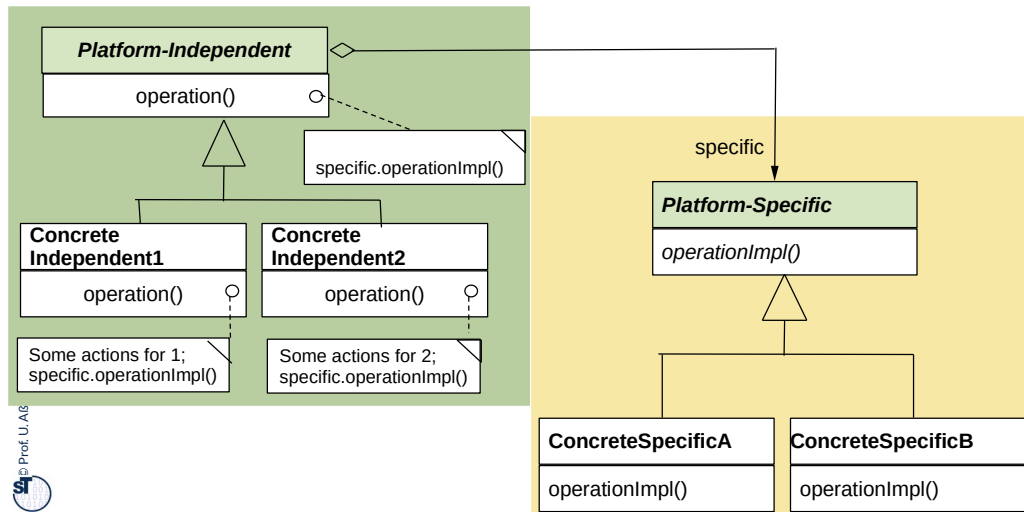 Platform-Independent
operation()
specific.operationImpl()
Concrete
Independent1
operation()
Concrete
Independent2
operation()
Some actions for 1;
specific.operationImpl()
Some actions for 2;
specific.operationImpl()
specific
Platform-Specific
operationImpl()
ConcreteSpecificA
operationImpl()
ConcreteSpecificB
operationImpl()
© Prof. U. Aß
ST